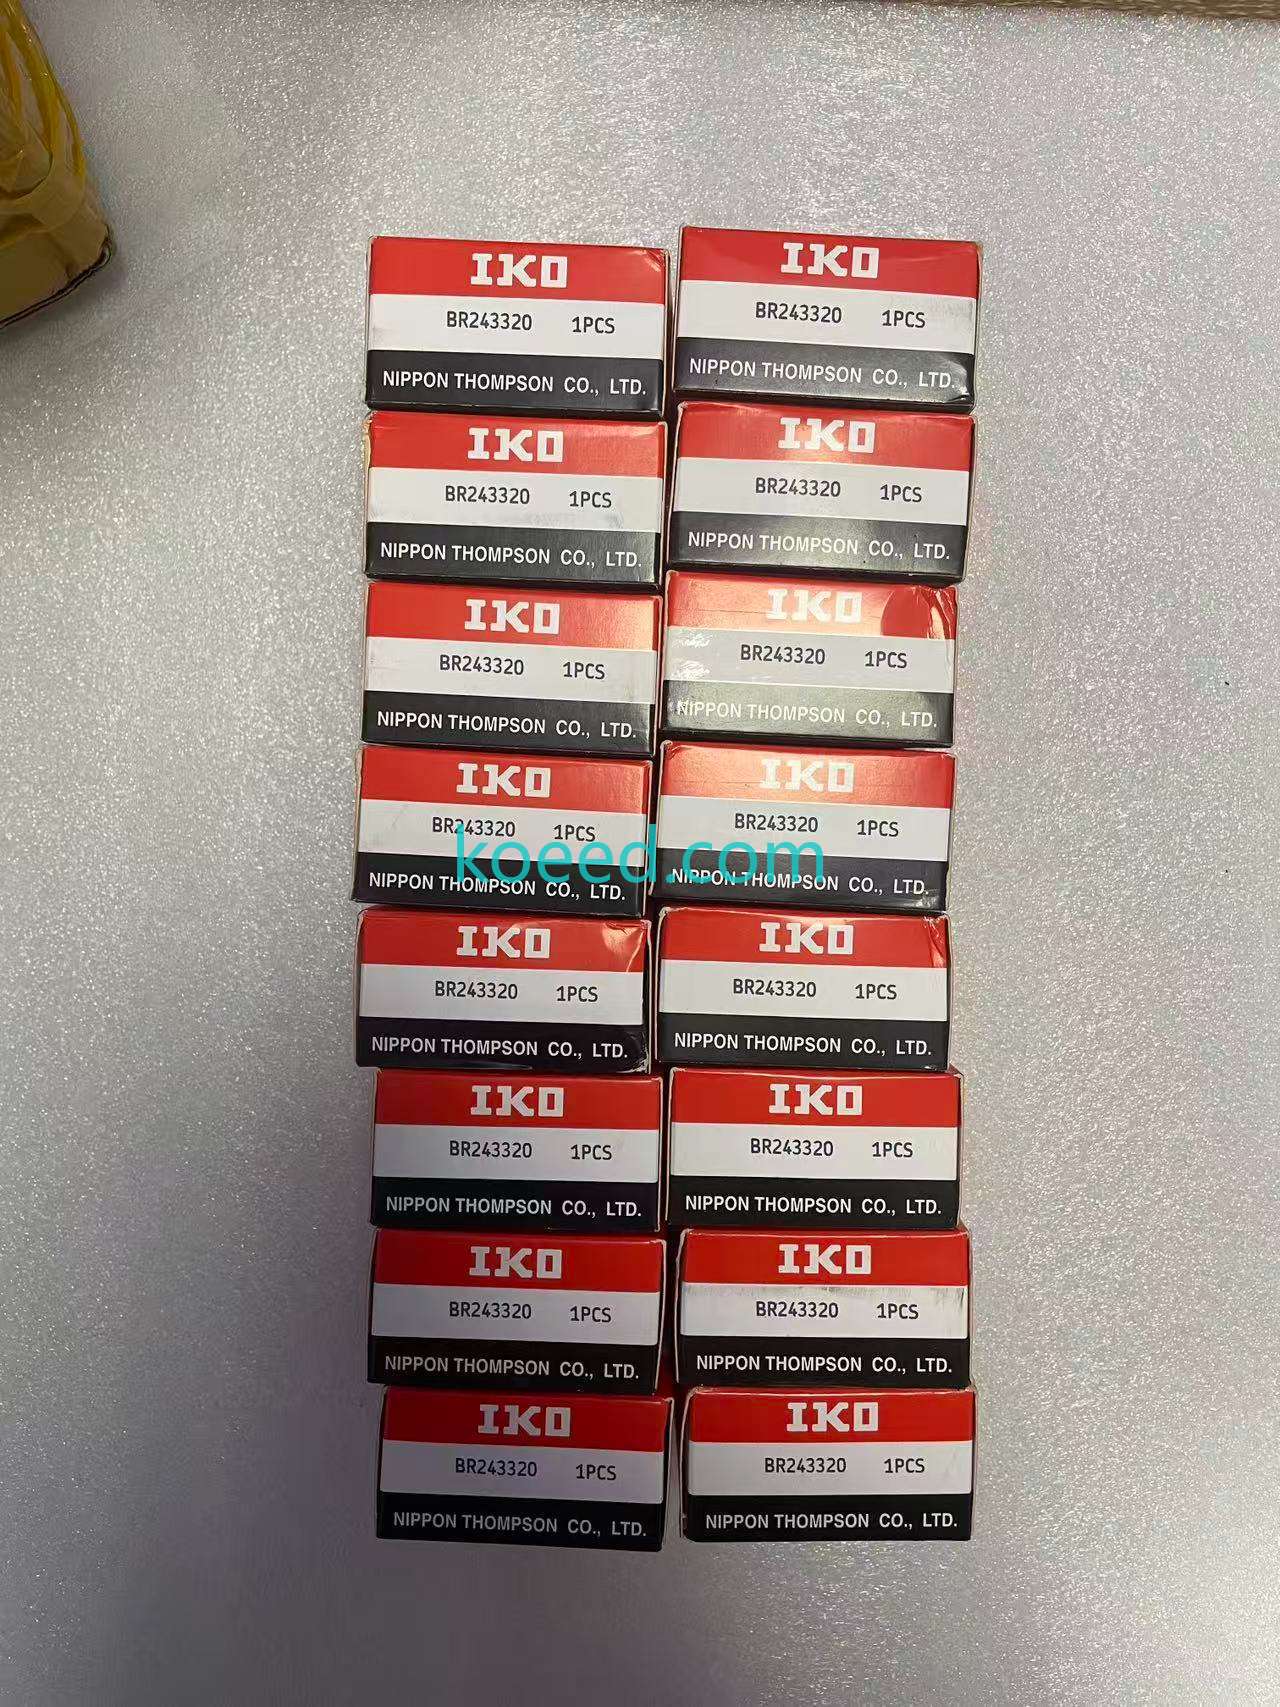 IKO
BR243320 1PCS
NIPPON THOMPSON CO., LTD.
IKO
BR243320 1PCS
NIPPON THOMPSON CO., LTD.
IKO
BR243320 1PCS
NIPPON THOMPSON CO., LTD.
IKO
BR243320 1PCS
NIPPON THOMPSON CO., LTD.
IKO
BR243320 1PCS
NIPPON THOMPSON CO., LTD.
IKO
BR243320 1PCS
NIPPON THOMPSON CO., LTD.
IKO
BR243320 1PCS
NIPPON THOMPSON CO., LTD.
IKO
BR243320 1PCS
NIPPON THOMPSON CO., LTD.
koeed.com
IKO
BR243320 1PCS
NIPPON THOMPSON CO., LTD.
IKO
BR243320 1PCS
NIPPON THOMPSON CO., LTD.
IKO
BR243320 1PCS
NIPPON THOMPSON CO., LTD.
IKO
BR243320 1PCS
NIPPON THOMPSON CO., LTD.
IKO
BR243320 1PCS
NIPPON THOMPSON CO., LTD.
IKO
BR243320 1PCS
NIPPON THOMPSON CO., LTD.
IKO
BR243320 1PCS
NIPPON THOMPSON CO., LTD.
IKO
BR243320 1PCS
NIPPON THOMPSON CO., LTD.